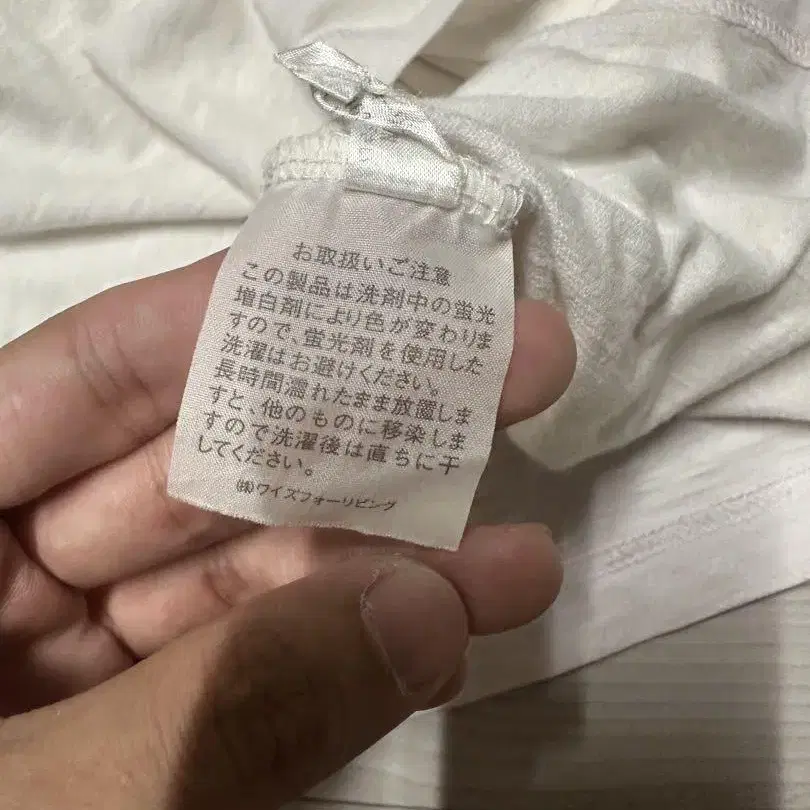 お取扱いご注意
この製品は洗剤中の蛍光
増白剤により色が変わりま
すので、蛍光剤を使用した
洗濯はお避けください。
長時間濡れたまま放置しま
すと、他のものに移染しま
すので洗濯後は直ちに干
してください。
㈱ワイズフォーリビング